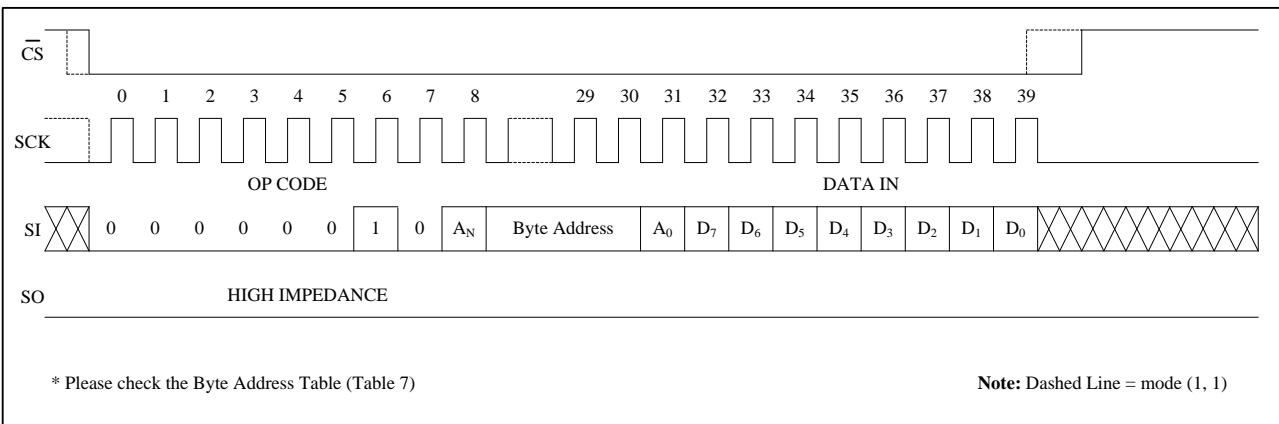 CS
0 1 2 3 4 5 6 7 8 29 30 31 32 33 34 35 36 37 38 39
SCK
OP CODE DATA IN
SI 0 0 0 0 0 0 1 0 AN Byte Address A0 D7 D6 D5 D4 D3 D2 D1 D0
SO HIGH IMPEDANCE
* Please check the Byte Address Table (Table 7) Note: Dashed Line = mode (1, 1)